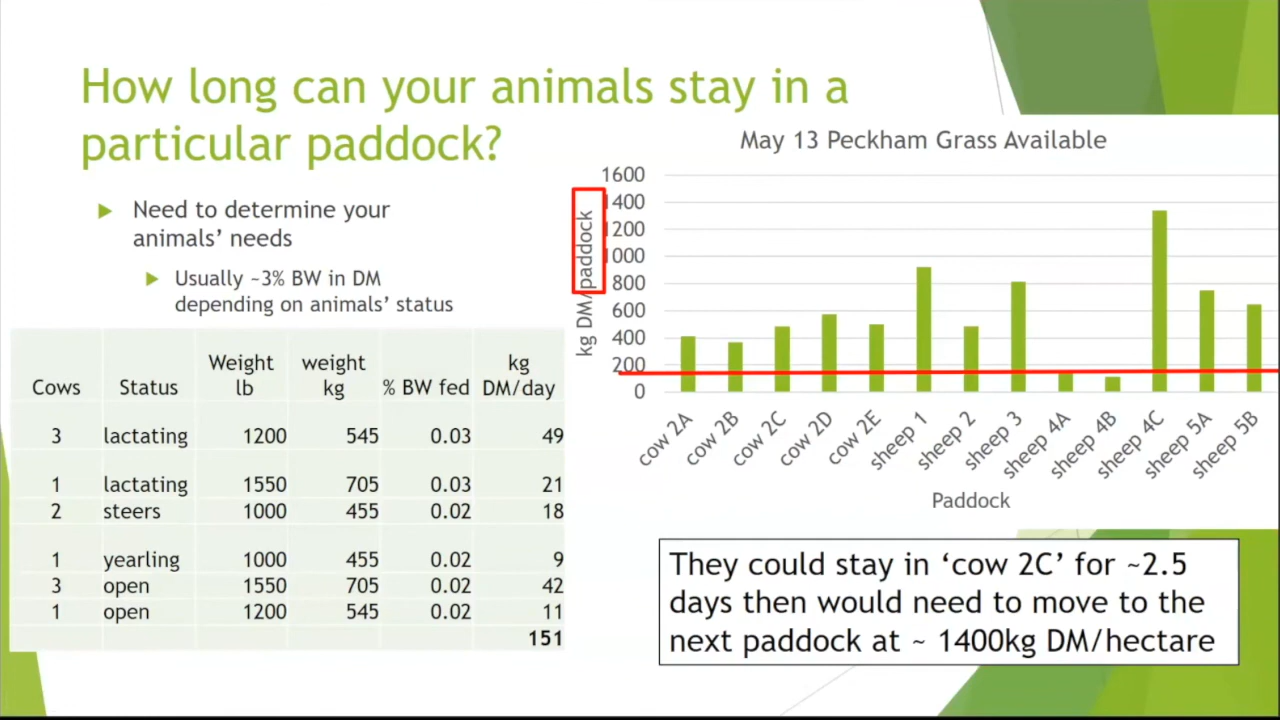 How long can your animals stay in a
particular paddock?
Need to determine your
animals’ needs
Usually ~3% BW in DM
depending on animals’ status
Cows Status Weight lb weight kg % BW fed kg DM/day
3 lactating 1200 545 0.03 49
1 lactating 1550 705 0.03 21
2 steers 1000 455 0.02 18
1 yearling 1000 455 0.02 9
3 open 1550 705 0.02 42
1 open 1200 545 0.02 11
151
May 13 Peckham Grass Available
kg DM/paddock
1600
1400
1200
1000
800
600
400
200
0
cow 2A
cow 2B
cow 2C
cow 2D
cow 2E
sheep 1
sheep 2
sheep 3
sheep 4A
sheep 4B
sheep 4C
sheep 5A
sheep 5B
Paddock
They could stay in ‘cow 2C’ for ~2.5
days then would need to move to the
next paddock at ~ 1400kg DM/hectare